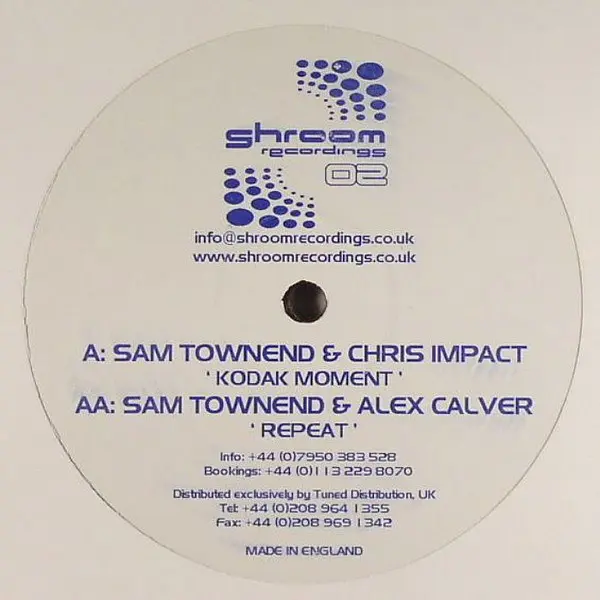 shroom
recordings
02
info@shroomrecordings.co.uk
www.shroomrecordings.co.uk
A: SAM TOWNEND & CHRIS IMPACT
' KODAK MOMENT '
AA: SAM TOWNEND & ALEX CALVER
' REPEAT '
Info: +44 (0)7950 383 528
Bookings: +44 (0)113 229 8070
Distributed exclusively by Tuned Distribution, UK
Tel: +44 (0)208 964 1355
Fax: +44 (0)208 969 1342
MADE IN ENGLAND